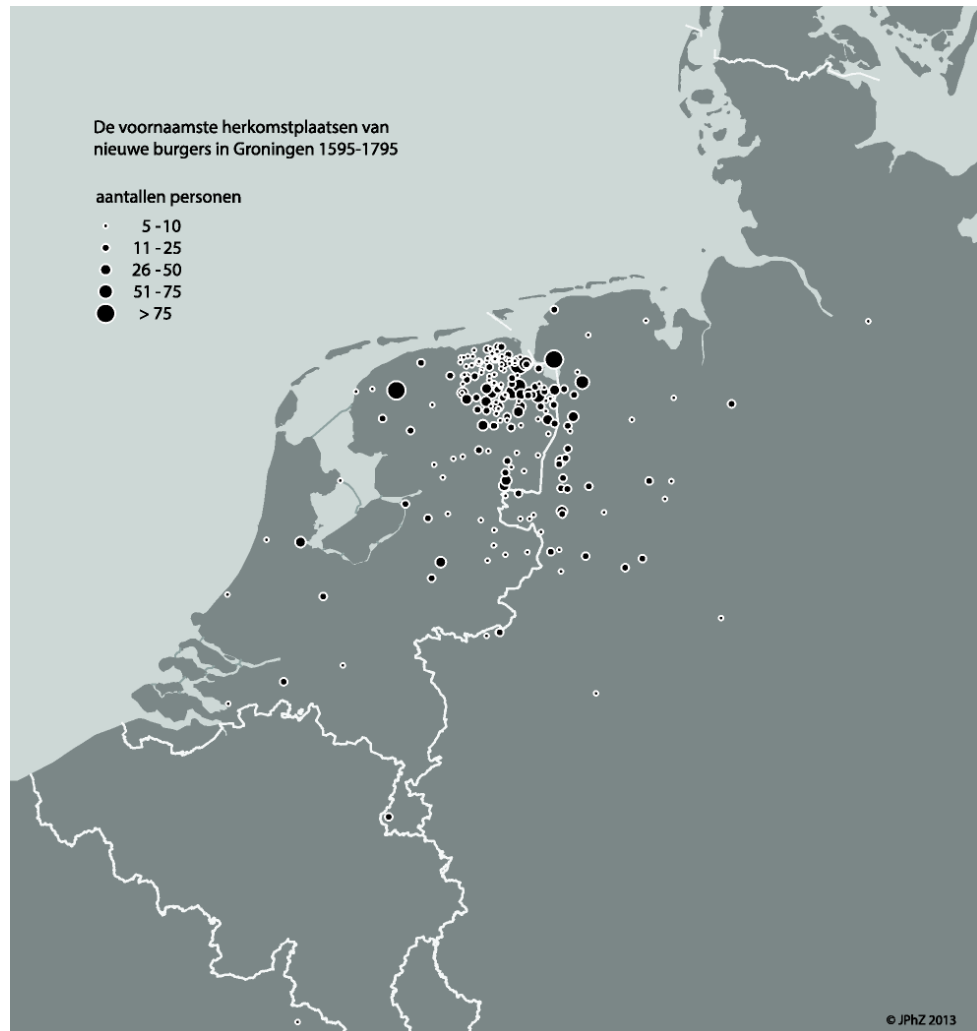 De voornaamste herkomstplaatsen van
nieuwe burgers in Groningen 1595-1795
aantallen personen
5 - 10
11 - 25
26 - 50
51 - 75
> 75
© JPhZ 2013